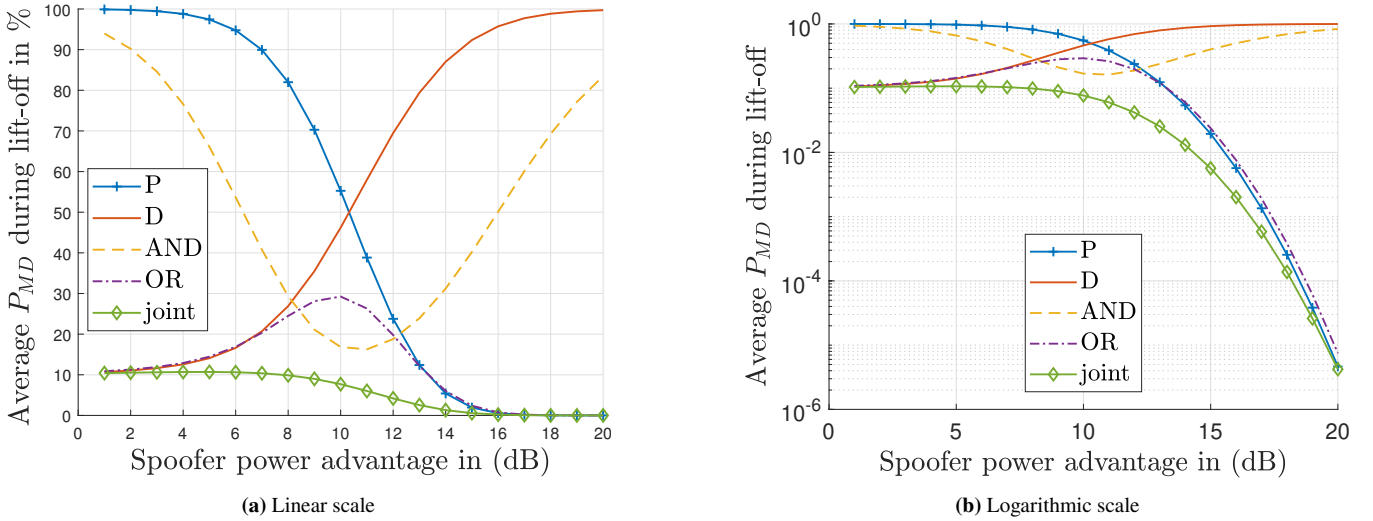 Average P_MD during lift-off in %
100
90
80
70
60
50
40
30
20
10
0
P
D
AND
OR
joint
0 2 4 6 8 10 12 14 16 18 20
Spoofer power advantage in (dB)
(a) Linear scale
Average P_MD during lift-off
10^0
10^-2
10^-4
10^-6
P
D
AND
OR
joint
0 5 10 15 20
Spoofer power advantage in (dB)
(b) Logarithmic scale